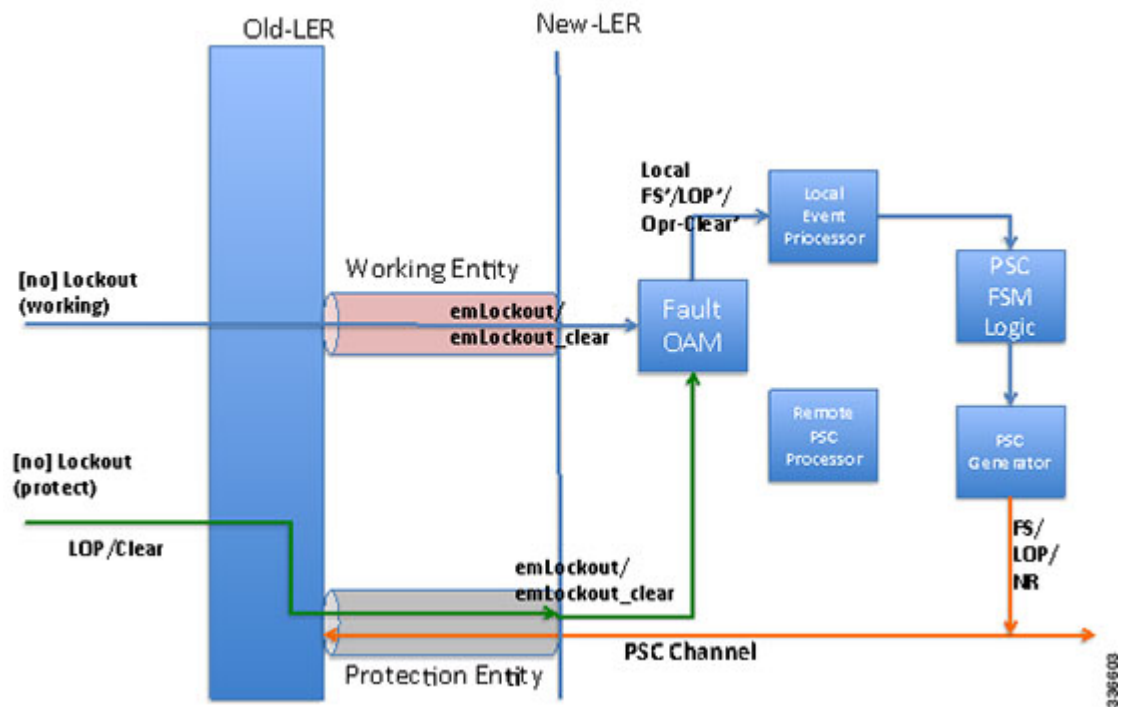 Old-LER
New-LER
Local
FS'/LOP'/
Opr-Clear'
Local
Event
Priocessor
[no] Lockout
(working)
Working Entity
emLockout/
emLockout_clear
Fault
OAM
PSC
FSM
Logic
Remote
PSC
Processor
PSC
Generator
[no] Lockout
(protect)
LOP/Clear
emLockout/
emLockout_clear
FS/
LOP/
NR
PSC Channel
Protection Entity
336603